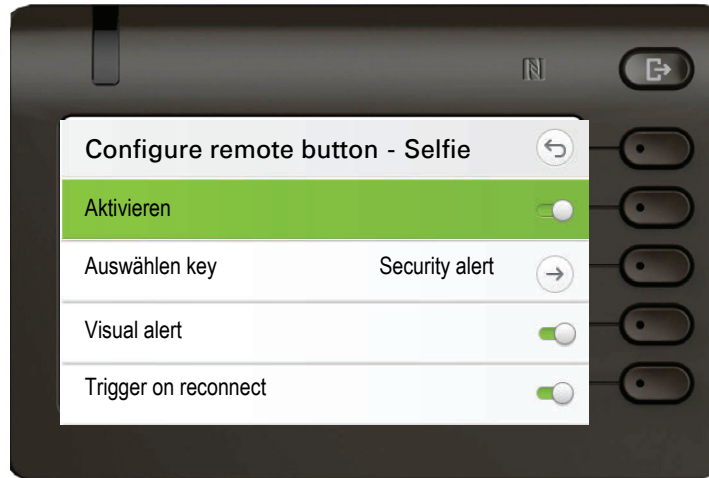 Configure remote button - Selfie
Aktivieren
Auswählen key Security alert
Visual alert
Trigger on reconnect